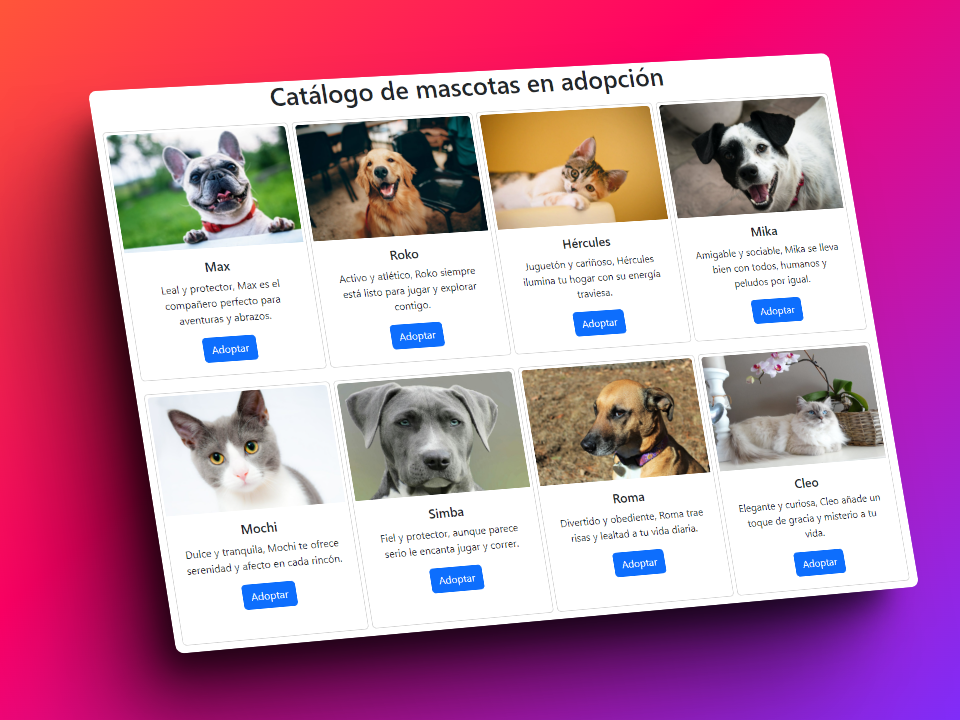 Catálogo de mascotas en adopción
Max
Leal y protector, Max es el
compañero perfecto para
aventuras y abrazos.
Adoptar
Roko
Activo y atlético, Roko siempre
está listo para jugar y explorar
contigo.
Adoptar
Hércules
Juguetón y cariñoso, Hércules
ilumina tu hogar con su energía
traviesa.
Adoptar
Mika
Amigable y sociable, Mika se lleva
bien con todos, humanos y
peludos por igual.
Adoptar
Mochi
Dulce y tranquila, Mochi te ofrece
serenidad y afecto en cada rincón.
Adoptar
Simba
Fiel y protector, aunque parece
serio le encanta jugar y correr.
Adoptar
Roma
Divertido y obediente, Roma trae
risas y lealtad a tu vida diaria.
Adoptar
Cleo
Elegante y curiosa, Cleo añade un
toque de gracia y misterio a tu
vida.
Adoptar